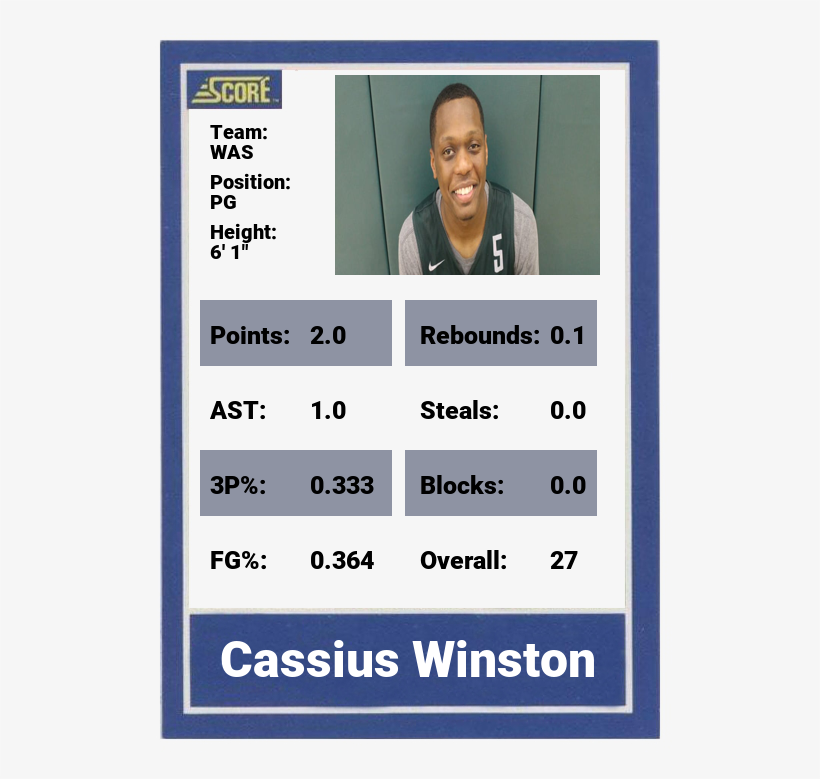 SCORE
Team:
WAS
Position:
PG
Height:
6' 1"
5
Points: 2.0 Rebounds: 0.1
AST: 1.0 Steals: 0.0
3P%: 0.333 Blocks: 0.0
FG%: 0.364 Overall: 27
Cassius Winston